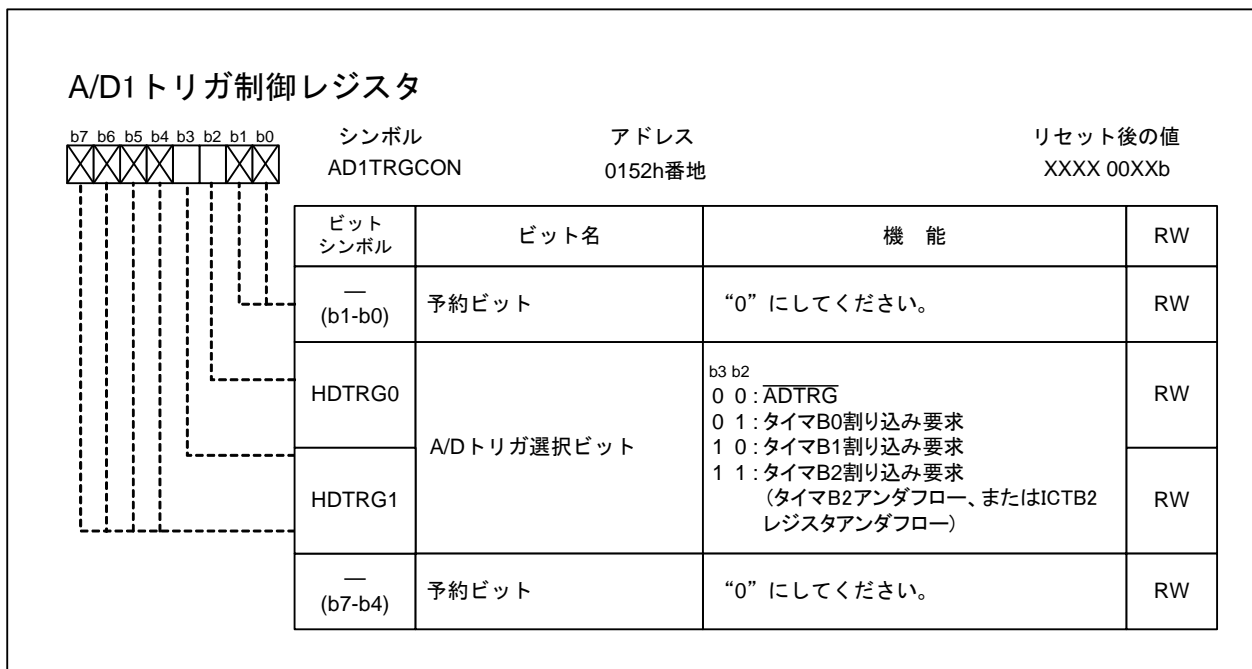 A/D1トリガ制御レジスタ
b7 b6 b5 b4 b3 b2 b1 b0
シンボル アドレス リセット後の値
AD1TRGCON 0152h番地 XXXX 00XXb
ビット
シンボル ビット名 機 能 RW
—
(b1-b0) 予約ビット “0”にしてください。 RW
HDTRG0 A/Dトリガ選択ビット
b3 b2
0 0 : ADTRG
0 1 : タイマB0割り込み要求
1 0 : タイマB1割り込み要求
1 1 : タイマB2割り込み要求
(タイマB2アンダフロー、またはICTB2
レジスタアンダフロー)
RW
HDTRG1 RW
—
(b7-b4) 予約ビット “0”にしてください。 RW